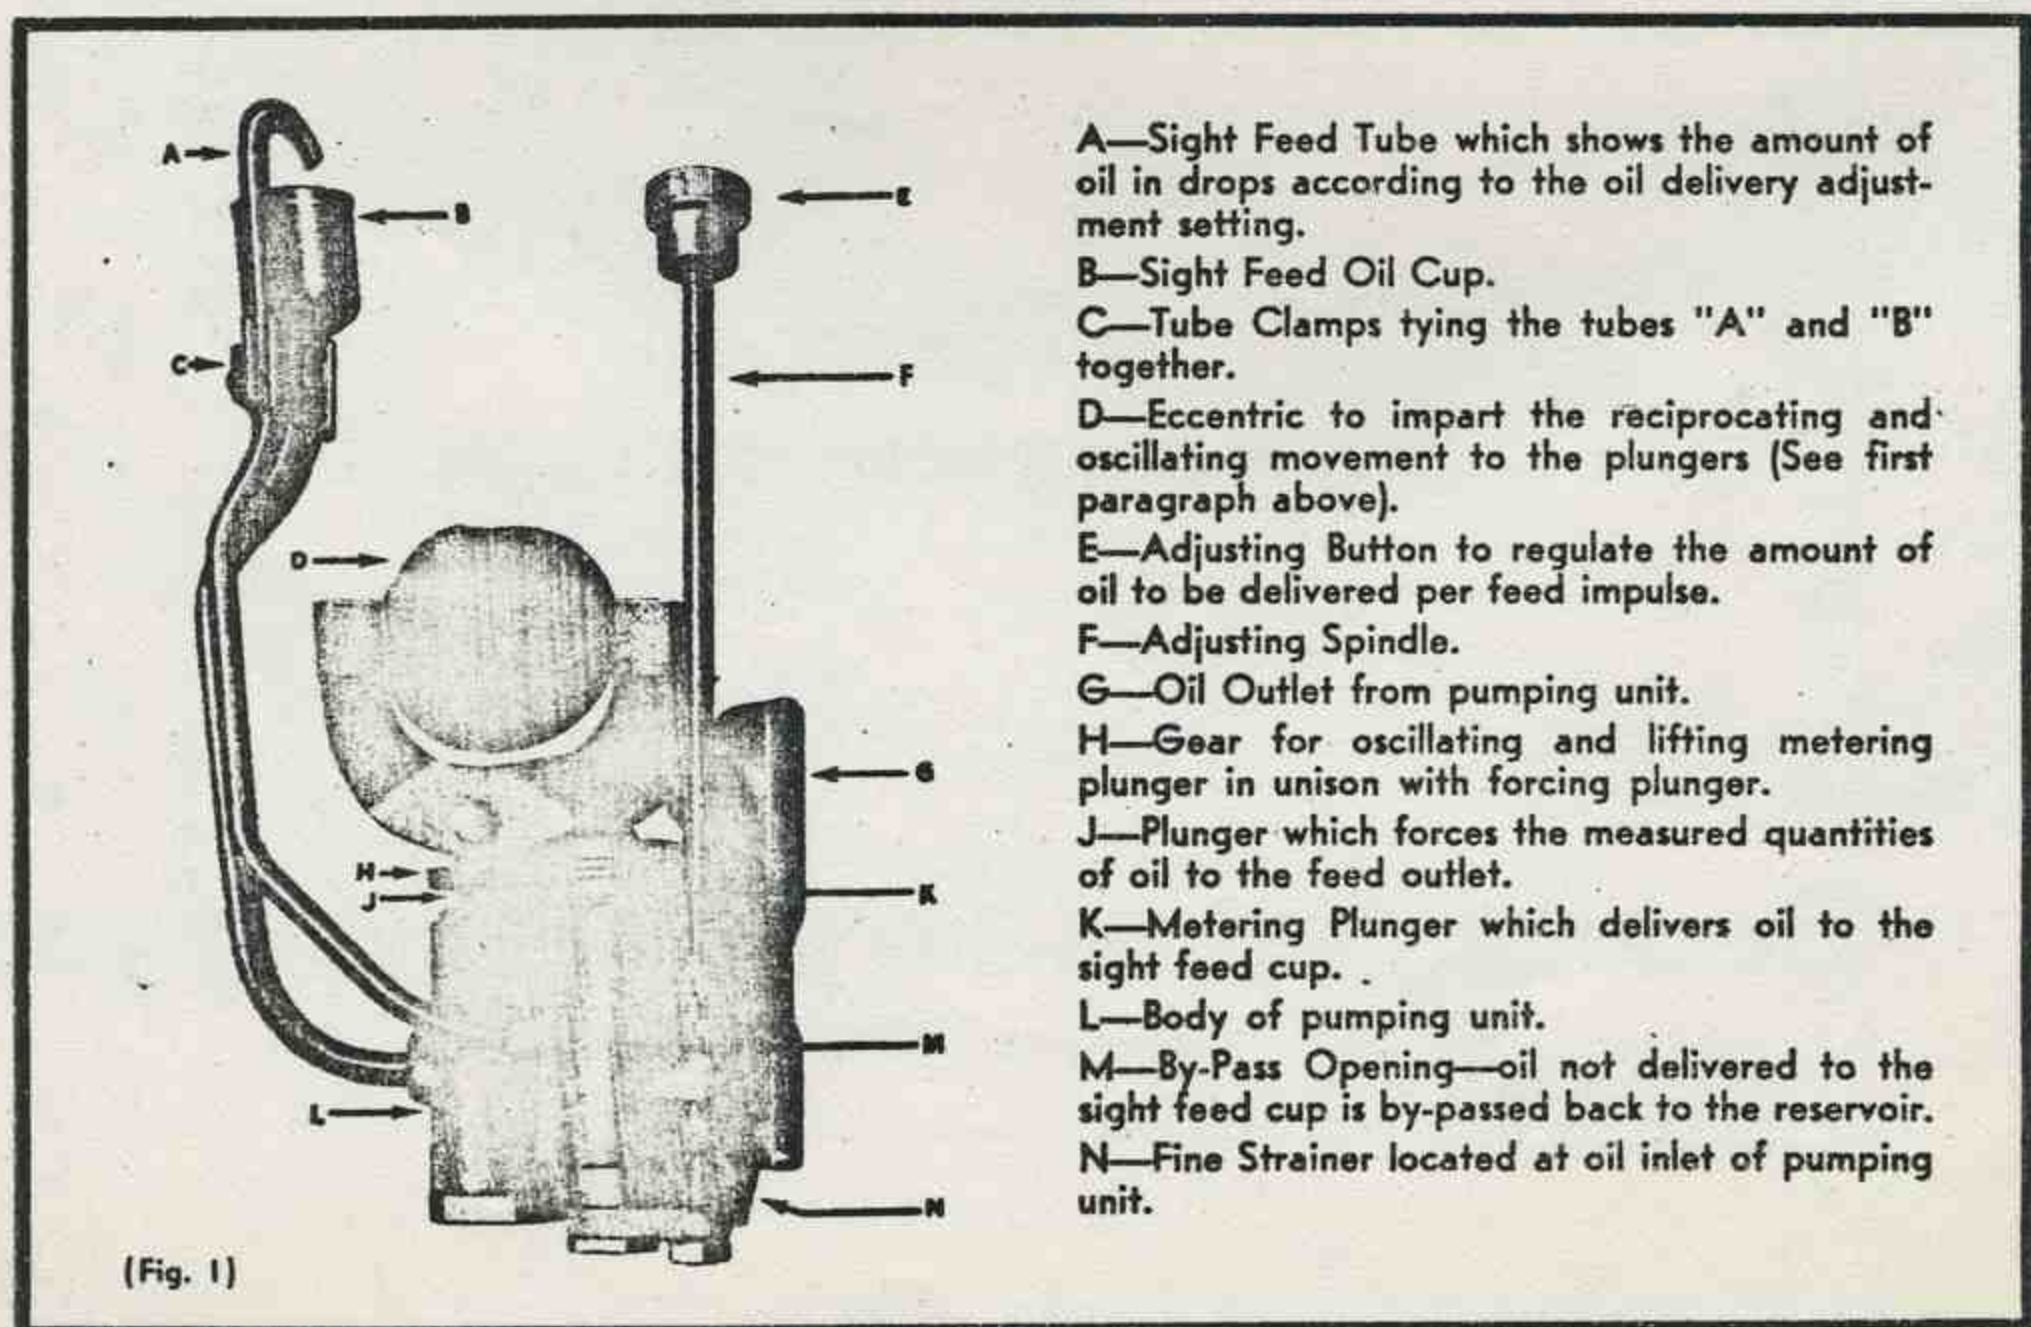 A
B
C
D
E
F
G
H
J
K
L
M
N
(Fig. 1)
A—Sight Feed Tube which shows the amount of
oil in drops according to the oil delivery adjust-
ment setting.
B—Sight Feed Oil Cup.
C—Tube Clamps tying the tubes "A" and "B"
together.
D—Eccentric to impart the reciprocating and
oscillating movement to the plungers (See first
paragraph above).
E—Adjusting Button to regulate the amount of
oil to be delivered per feed impulse.
F—Adjusting Spindle.
G—Oil Outlet from pumping unit.
H—Gear for oscillating and lifting metering
plunger in unison with forcing plunger.
J—Plunger which forces the measured quantities
of oil to the feed outlet.
K—Metering Plunger which delivers oil to the
sight feed cup.
L—Body of pumping unit.
M—By-Pass Opening—oil not delivered to the
sight feed cup is by-passed back to the reservoir.
N—Fine Strainer located at oil inlet of pumping
unit.